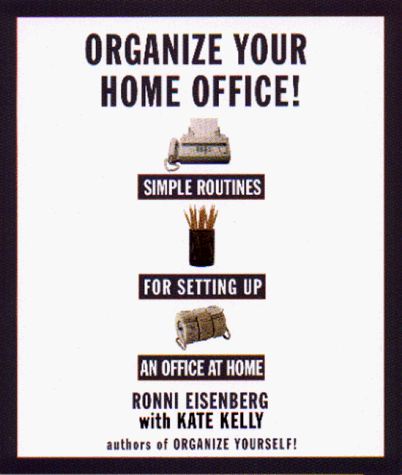 ORGANIZE YOUR
HOME OFFICE!
SIMPLE ROUTINES
FOR SETTING UP
AN OFFICE AT HOME
RONNI EISENBERG
with KATE KELLY
authors of ORGANIZE YOURSELF!